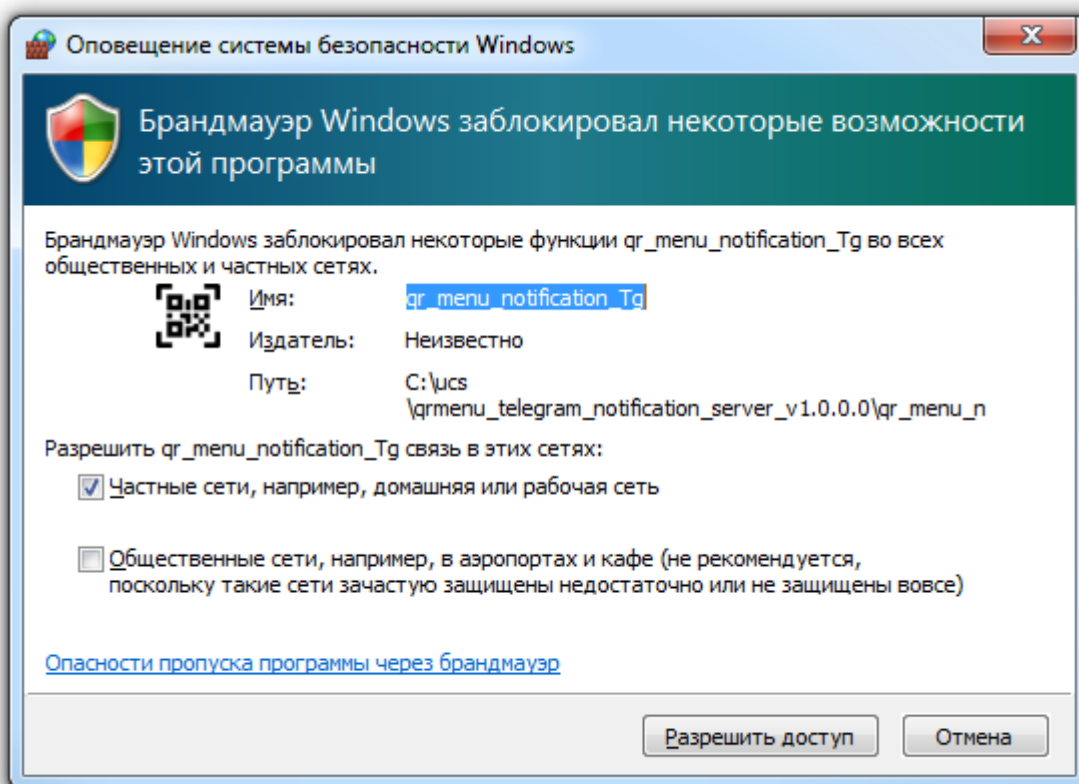 Оповещение системы безопасности Windows
Брандмауэр Windows заблокировал некоторые возможности
этой программы
Брандмауэр Windows заблокировал некоторые функции qr_menu_notification_Tg во всех
общественных и частных сетях.
Имя: qr_menu_notification_Tg
Издатель: Неизвестно
Путь: C:\ucs
\qrmenu_telegram_notification_server_v1.0.0.0\qr_menu_n
Разрешить qr_menu_notification_Tg связь в этих сетях:
Частные сети, например, домашняя или рабочая сеть
Общественные сети, например, в аэропортах и кафе (не рекомендуется,
поскольку такие сети зачастую защищены недостаточно или не защищены вовсе)
Опасности пропуска программы через брандмауэр
Разрешить доступ Отмена